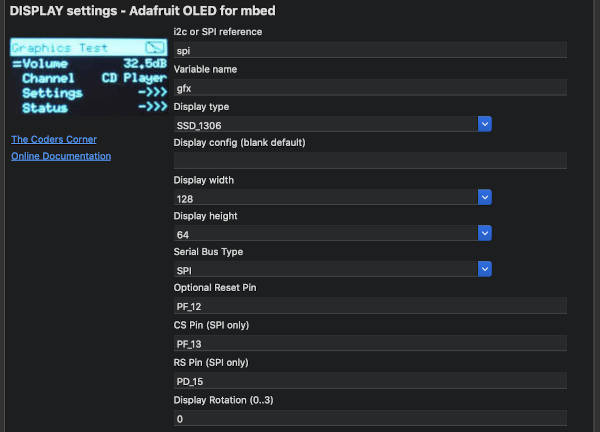 DISPLAY settings - Adafruit OLED for mbed
Graphics Test
=Volume 32,5dB
Channel CD Player
Settings ->>>
Status ->>>
The Coders Corner
Online Documentation
i2c or SPI reference
spi
Variable name
gfx
Display type
SSD_1306
Display config (blank default)
Display width
128
Display height
64
Serial Bus Type
SPI
Optional Reset Pin
PF_12
CS Pin (SPI only)
PF_13
RS Pin (SPI only)
PD_15
Display Rotation (0..3)
0